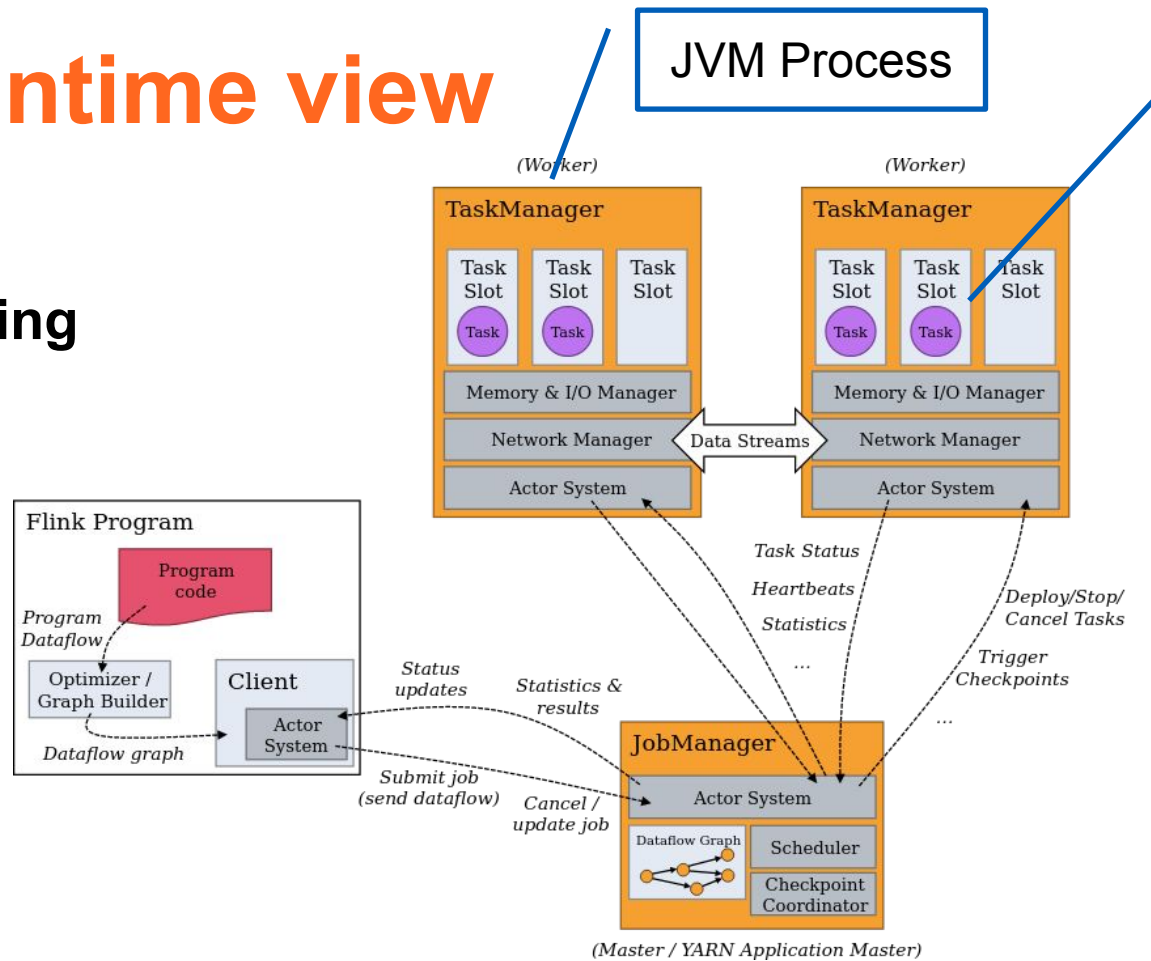 ntime view
JVM Process
ing
(Worker)
TaskManager
Task
Slot
Task
Task
Slot
Task
Task
Slot
Memory & I/O Manager
Network Manager
Actor System
(Worker)
TaskManager
Task
Slot
Task
Task
Slot
Task
Task
Slot
Memory & I/O Manager
Network Manager
Actor System
Data Streams
Flink Program
Program
code
Program
Dataflow
Optimizer /
Graph Builder
Dataflow graph
Client
Actor
System
Status
updates
Statistics &
results
Submit job
(send dataflow)
Cancel /
update job
Task Status
Heartbeats
Statistics
...
Deploy/Stop/
Cancel Tasks
Trigger
Checkpoints
...
JobManager
Actor System
Dataflow Graph
Scheduler
Checkpoint
Coordinator
(Master / YARN Application Master)